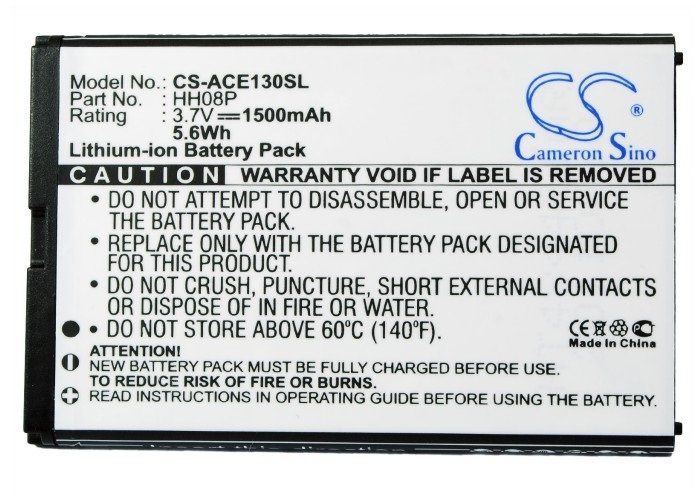 Model No.: CS-ACE130SL
Part No. : HH08P
Rating : 3.7V⎓1500mAh
5.6Wh
Lithium-ion Battery Pack
CS®
Cameron Sino
CAUTION WARRANTY VOID IF LABEL IS REMOVED
• DO NOT ATTEMPT TO DISASSEMBLE, OPEN OR SERVICE
THE BATTERY PACK.
• REPLACE ONLY WITH THE BATTERY PACK DESIGNATED
FOR THIS PRODUCT.
• DO NOT CRUSH, PUNCTURE, SHORT EXTERNAL CONTACTS
OR DISPOSE OF IN FIRE OR WATER.
• DO NOT STORE ABOVE 60°C (140°F).
CE
Made in China
ATTENTION!
NEW BATTERY PACK MUST BE FULLY CHARGED BEFORE USE.
TO REDUCE RISK OF FIRE OR BURNS.
READ INSTRUCTIONS IN OPERATING GUIDE BEFORE USING PRODUCT.